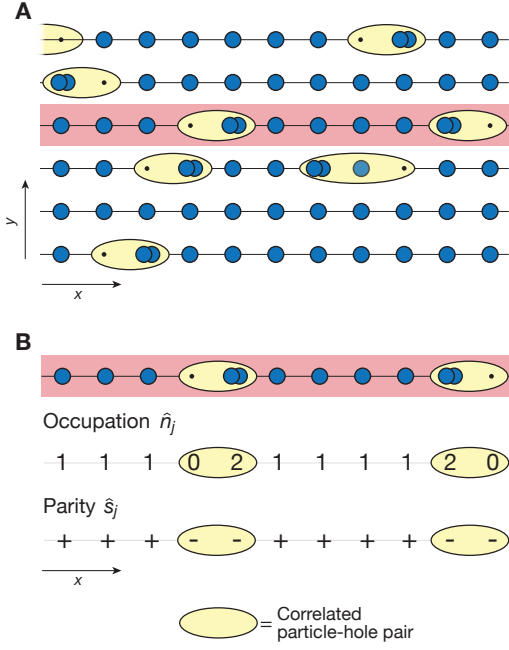 A
y
x
B
Occupation n̂ⱼ
1 1 1 0 2 1 1 1 1 2 0
Parity ŝⱼ
+ + + - - + + + + - -
x
= Correlated
particle-hole pair